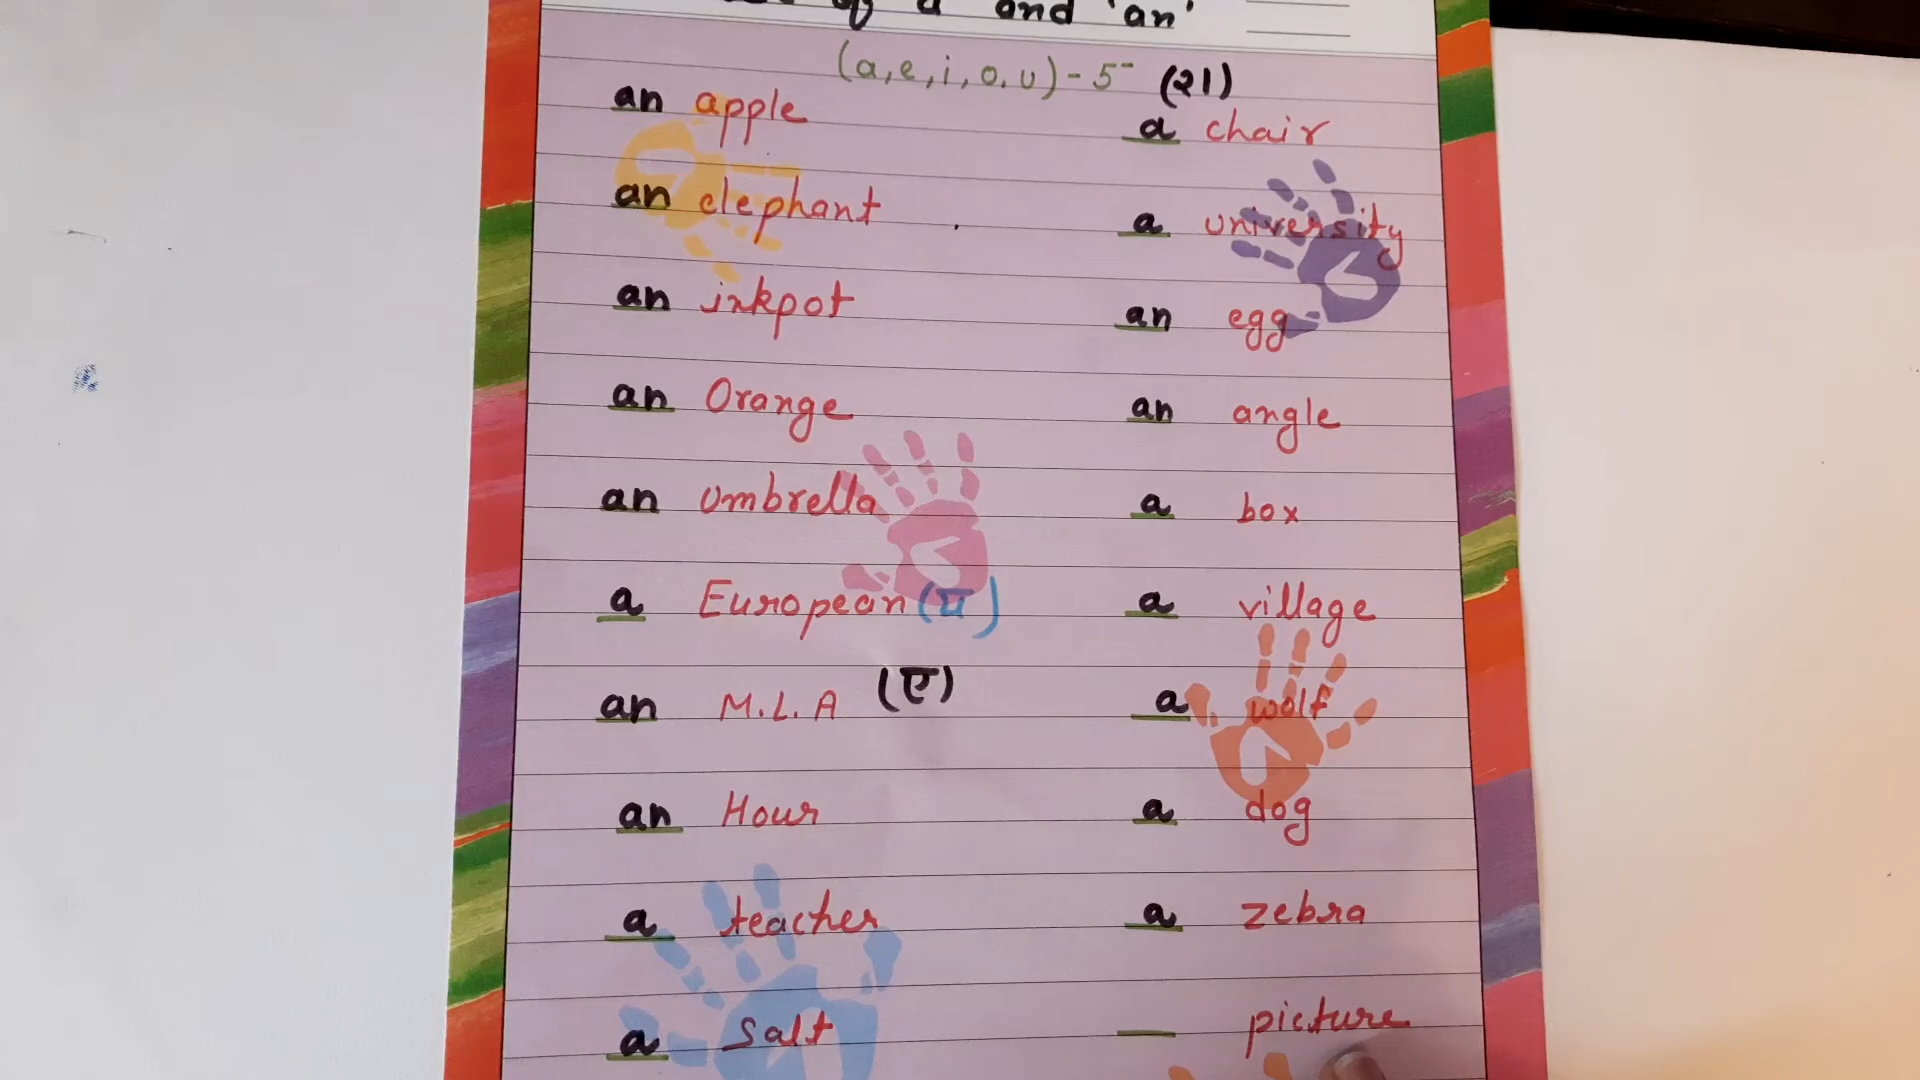 of 'a' and 'an'
(a, e, i, o, u) - 5 (21)
an apple
an elephant
an inkpot
an Orange
an Umbrella
a European (य)
an M.L.A (ए)
an Hour
a teacher
a Salt
a chair
a university
an egg
an angle
a box
a village
a wolf
a dog
a zebra
picture